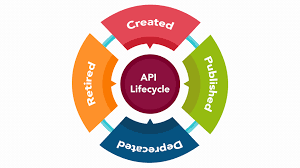 Created
Published
Deprecated
Retired
API
Lifecycle